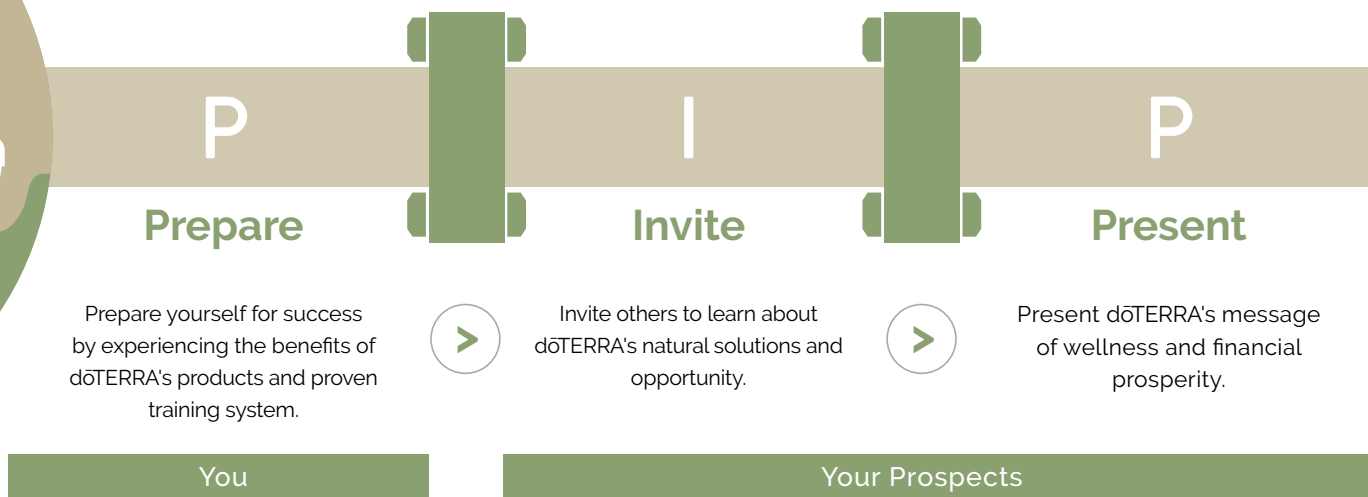 P
I
P
Prepare
Invite
Present
Prepare yourself for success
by experiencing the benefits of
dōTERRA's products and proven
training system.
>
Invite others to learn about
dōTERRA's natural solutions and
opportunity.
>
Present dōTERRA's message
of wellness and financial
prosperity.
You
Your Prospects